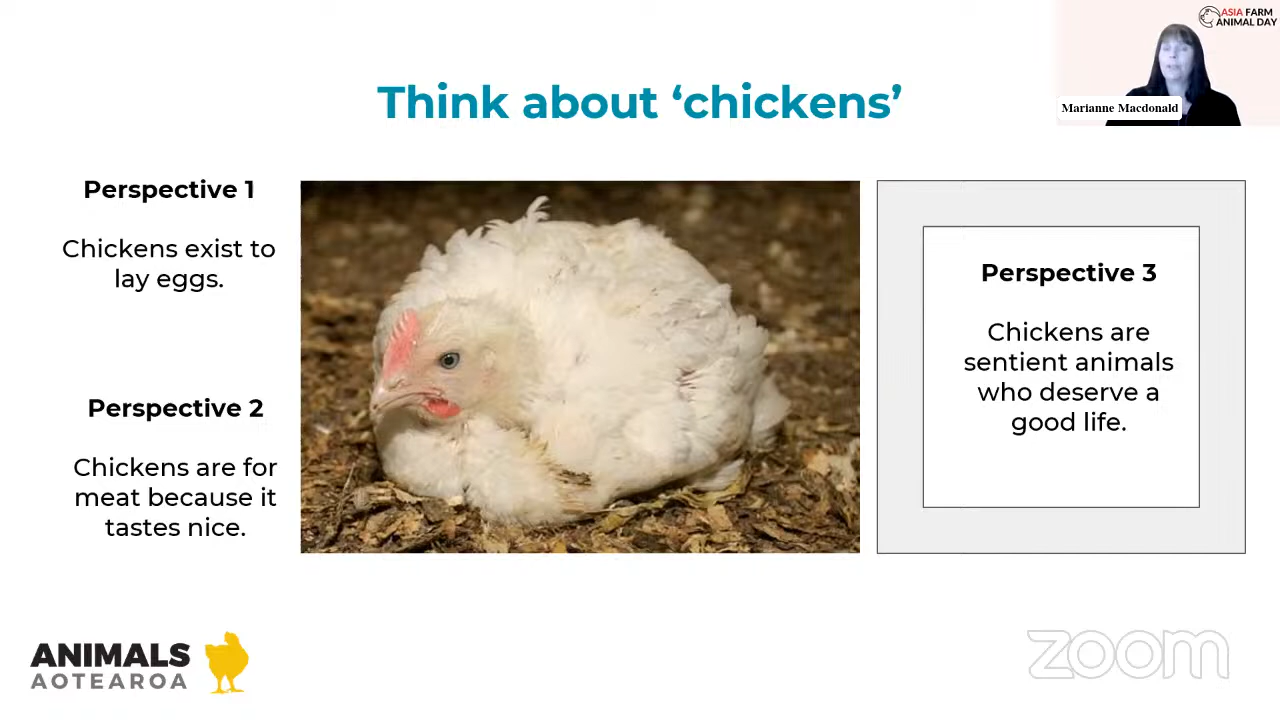 ASIA FARM
ANIMAL DAY
Marianne Macdonald
Think about ‘chickens’
Perspective 1
Chickens exist to
lay eggs.
Perspective 2
Chickens are for
meat because it
tastes nice.
Perspective 3
Chickens are
sentient animals
who deserve a
good life.
ANIMALS
AOTEAROA
zoom